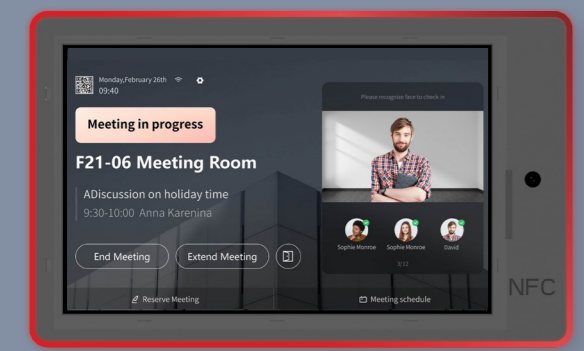 Monday,February 26th
09:40
Please recognize face to check in
Meeting in progress
F21-06 Meeting Room
ADiscussion on holiday time
9:30-10:00 Anna Karenina
Sophie Monroe
Sophie Monroe
David
3/12
End Meeting
Extend Meeting
Reserve Meeting
Meeting schedule
NFC